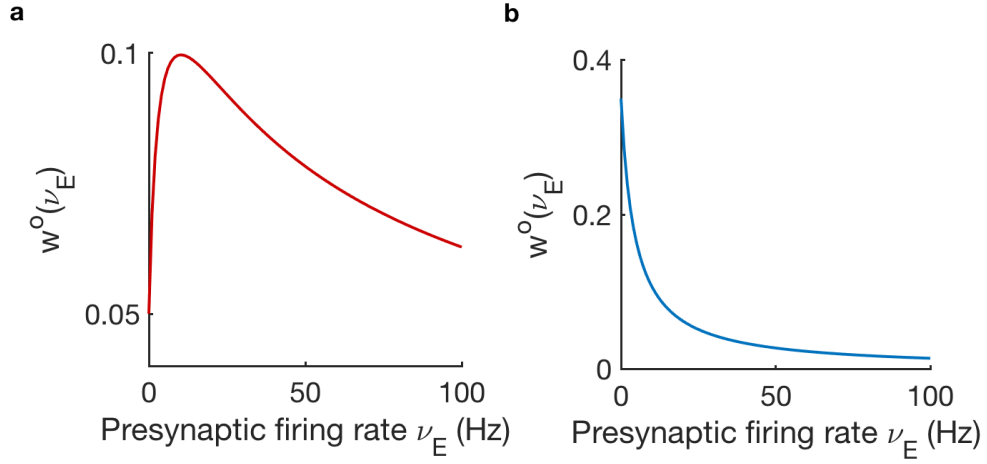 a
0.1
0.05
w^o(ν_E)
0
50
100
Presynaptic firing rate ν_E (Hz)
b
0.4
0.2
0
w^o(ν_E)
0
50
100
Presynaptic firing rate ν_E (Hz)